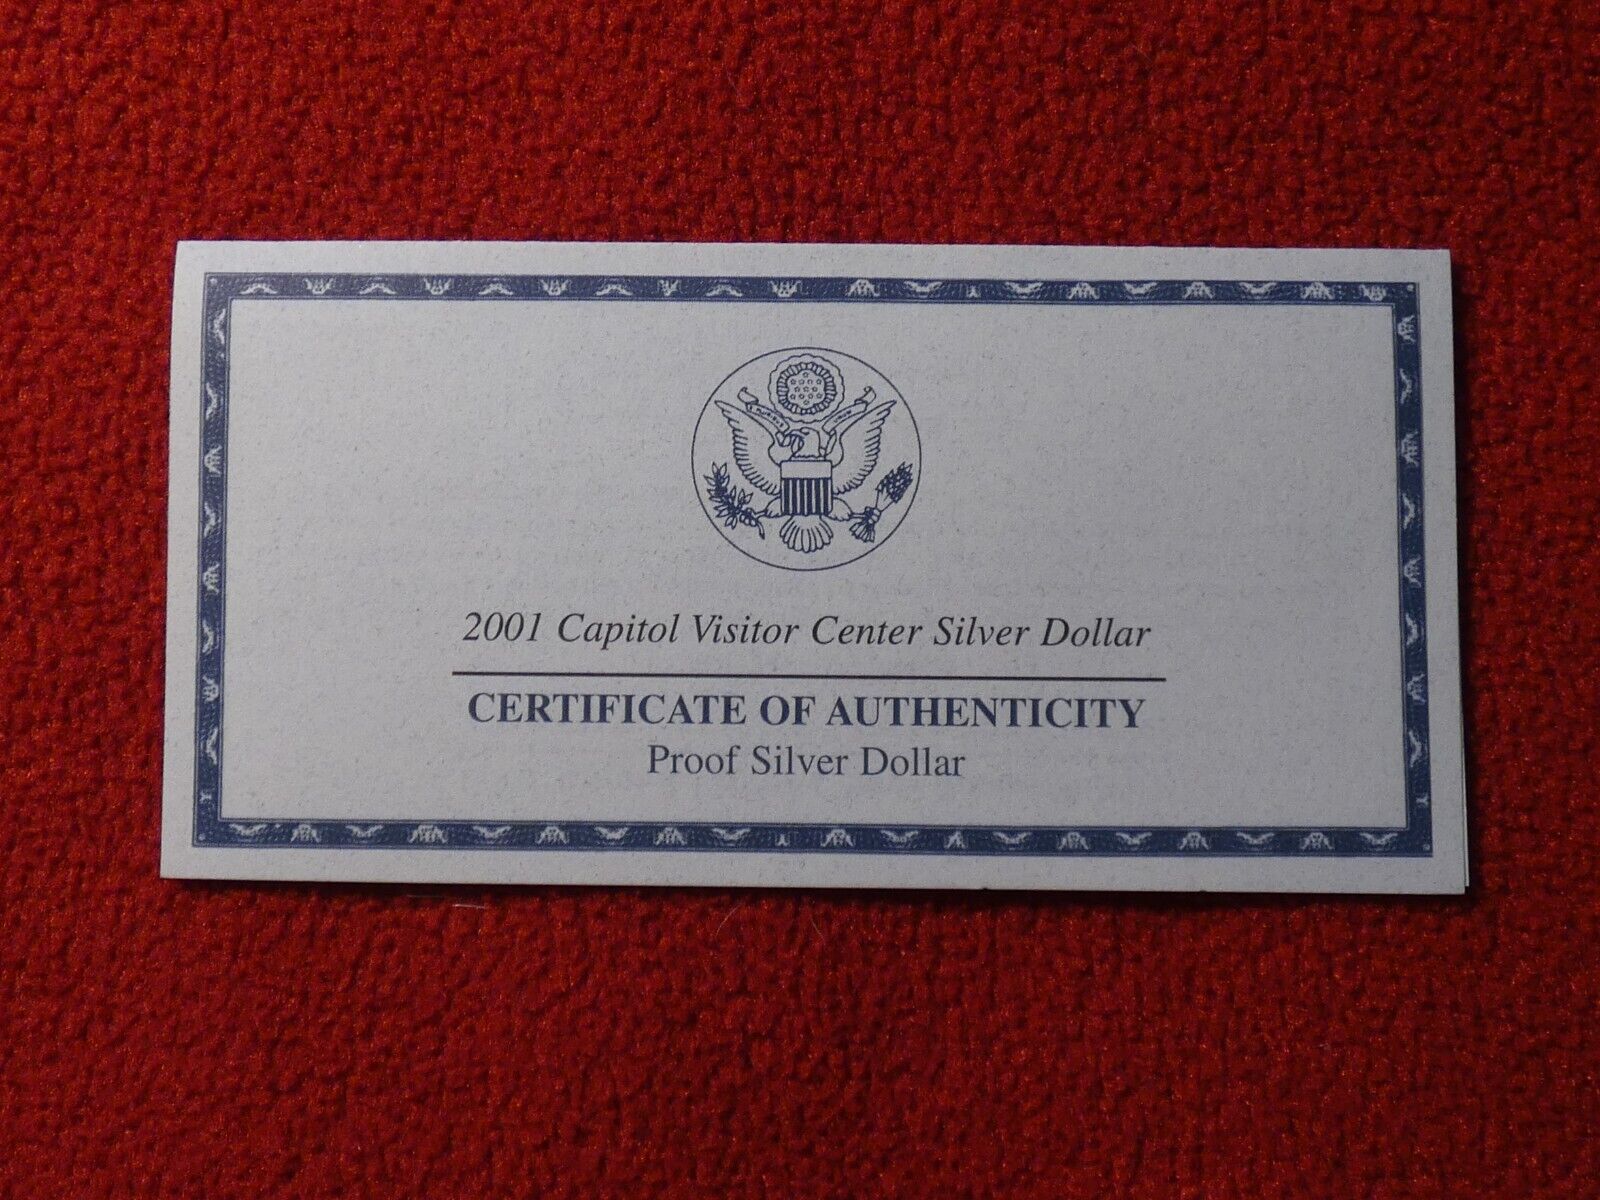 2001 Capitol Visitor Center Silver Dollar
CERTIFICATE OF AUTHENTICITY
Proof Silver Dollar